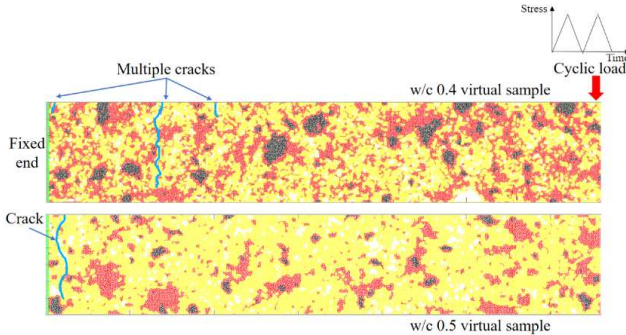 Stress
Time
Multiple cracks
Cyclic load
w/c 0.4 virtual sample
Fixed
end
Crack
w/c 0.5 virtual sample